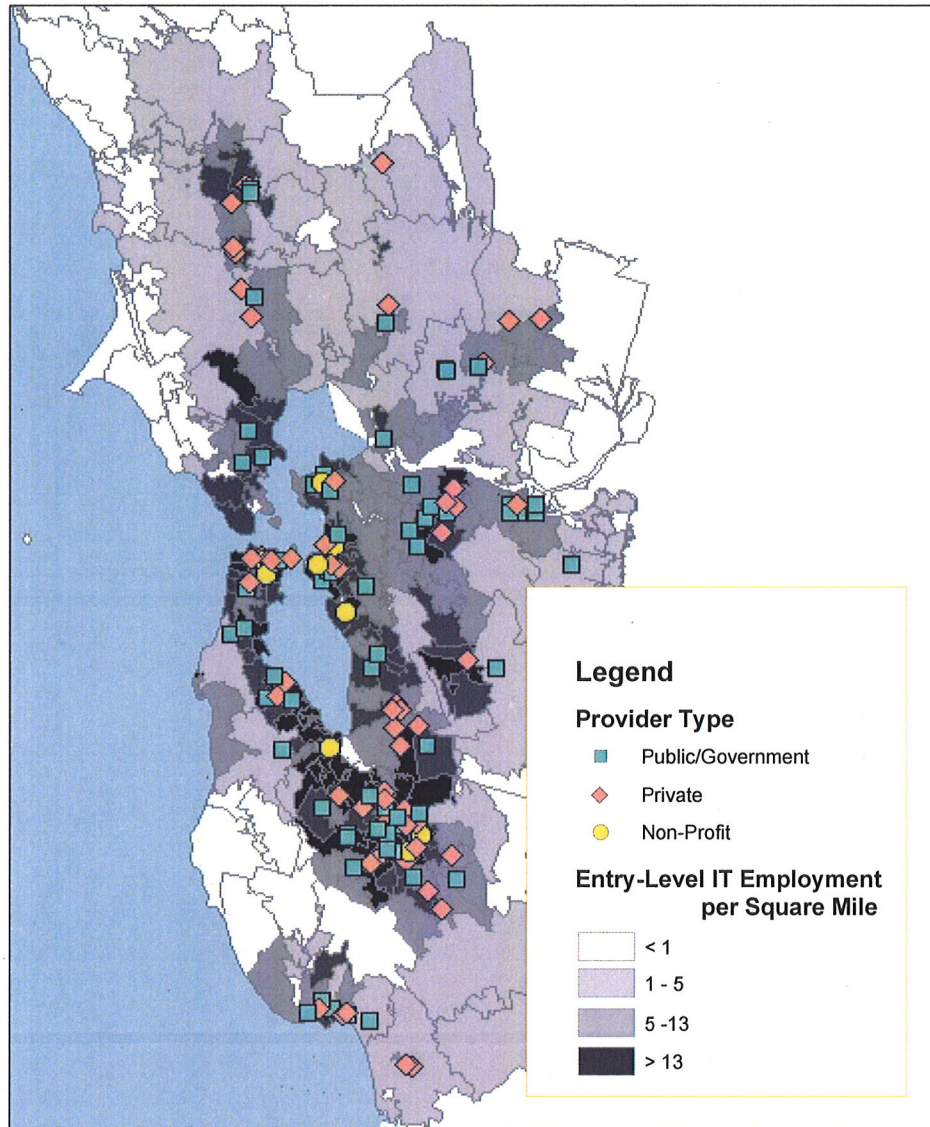 Legend
Provider Type
Public/Government
Private
Non-Profit
Entry-Level IT Employment
per Square Mile
< 1
1 - 5
5 -13
> 13